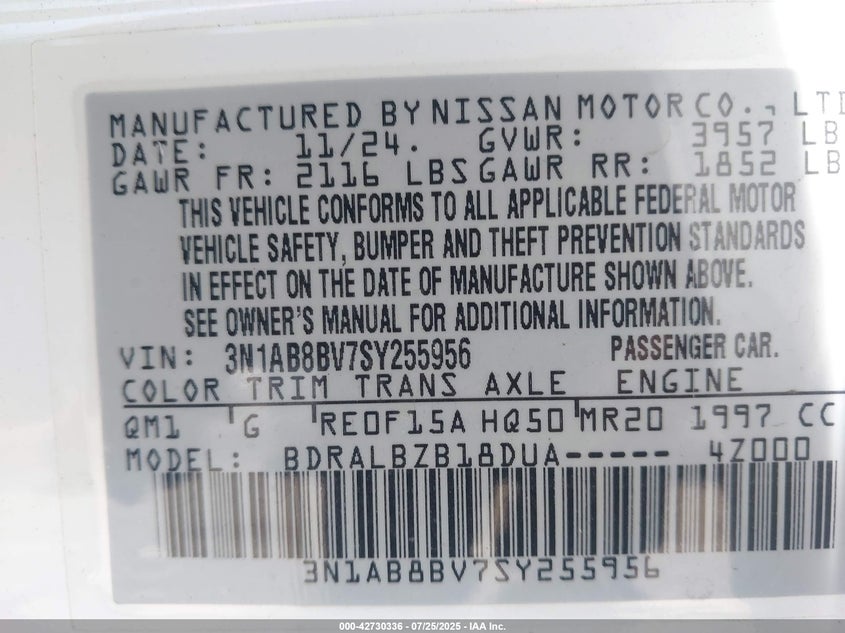 MANUFACTURED BY NISSAN MOTOR CO., LTD
DATE: 11/24. GVWR: 3957 LB
GAWR FR: 2116 LBS GAWR RR: 1852 LB
THIS VEHICLE CONFORMS TO ALL APPLICABLE FEDERAL MOTOR
VEHICLE SAFETY, BUMPER AND THEFT PREVENTION STANDARDS
IN EFFECT ON THE DATE OF MANUFACTURE SHOWN ABOVE.
SEE OWNER'S MANUAL FOR ADDITIONAL INFORMATION.
VIN: 3N1AB8BV7SY255956 PASSENGER CAR.
COLOR TRIM TRANS AXLE ENGINE
QM1 G RE0F15A HQ50 MR20 1997 CC
MODEL: BDRALBZB18DUA----- 4Z000
3N1AB8BV7SY255956
000-42730336 - 07/25/2025 - IAA Inc.